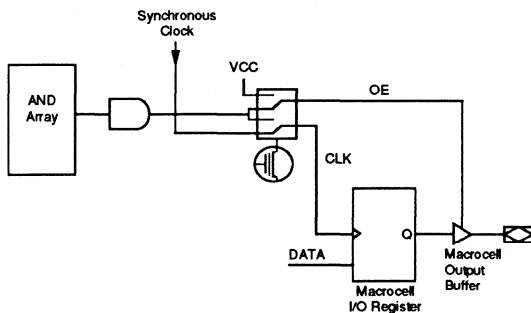 Synchronous
Clock
VCC
OE
AND
Array
CLK
Q
DATA
Macrocell
Output
Buffer
Macrocell
I/O Register